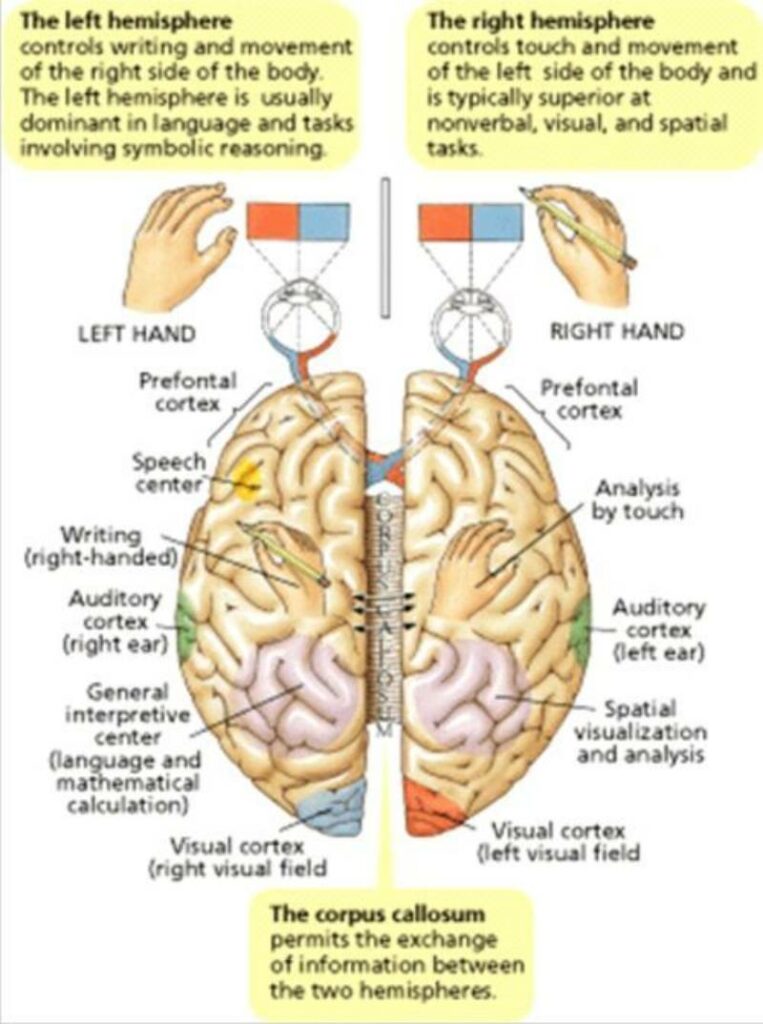 The left hemisphere
controls writing and movement
of the right side of the body.
The left hemisphere is usually
dominant in language and tasks
involving symbolic reasoning.
The right hemisphere
controls touch and movement
of the left side of the body and
is typically superior at
nonverbal, visual, and spatial
tasks.
LEFT HAND
RIGHT HAND
Prefontal
cortex
Prefontal
cortex
Speech
center
Analysis
by touch
Writing
(right-handed)
Auditory
cortex
(right ear)
Auditory
cortex
(left ear)
General
interpretive
center
(language and
mathematical
calculation)
Spatial
visualization
and analysis
CORPUS CALLOSUM
Visual cortex
(right visual field
Visual cortex
(left visual field
The corpus callosum
permits the exchange
of information between
the two hemispheres.